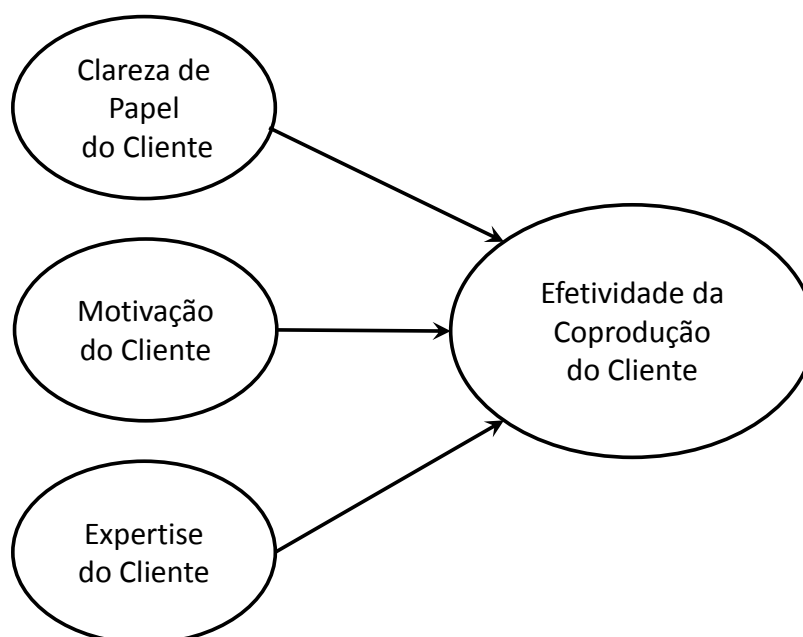 Clareza de
Papel
do Cliente
Motivação
do Cliente
Expertise
do Cliente
Efetividade da
Coprodução
do Cliente